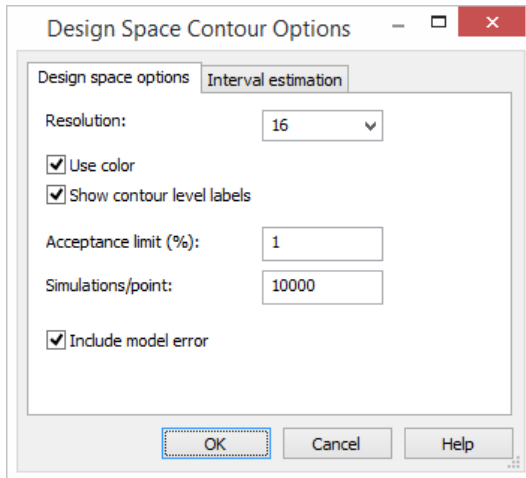 Design Space Contour Options
Design space options Interval estimation
Resolution: 16
Use color
Show contour level labels
Acceptance limit (%): 1
Simulations/point: 10000
Include model error
OK Cancel Help